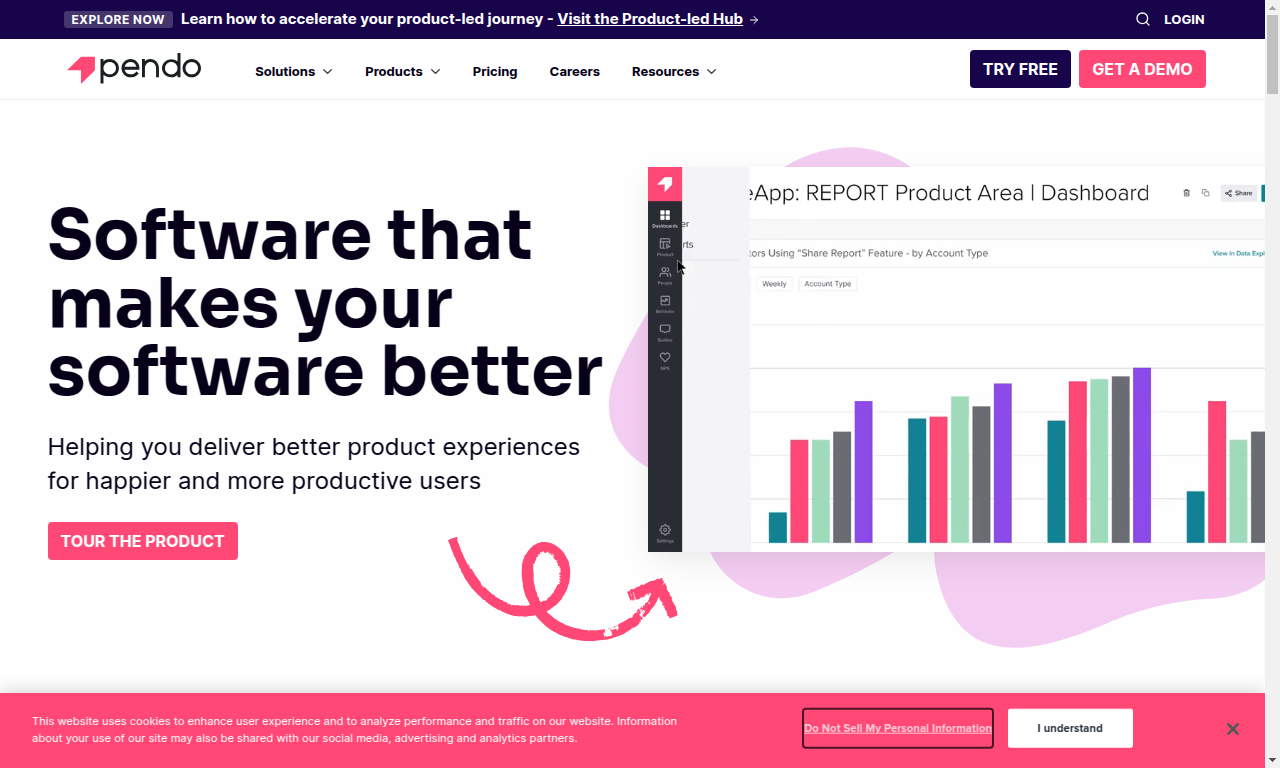 EXPLORE NOW Learn how to accelerate your product-led journey - Visit the Product-led Hub → LOGIN
pendo Solutions Products Pricing Careers Resources TRY FREE GET A DEMO
Software that
makes your
software better
Helping you deliver better product experiences
for happier and more productive users
TOUR THE PRODUCT
eApp: REPORT Product Area | Dashboard
Share
Dashboards
Product
People
Behavior
Guides
NPS
Settings
er
rts
tors Using "Share Report" Feature - by Account Type
View in Data Expl
Weekly Account Type
This website uses cookies to enhance user experience and to analyze performance and traffic on our website. Information
about your use of our site may also be shared with our social media, advertising and analytics partners.
Do Not Sell My Personal Information
I understand